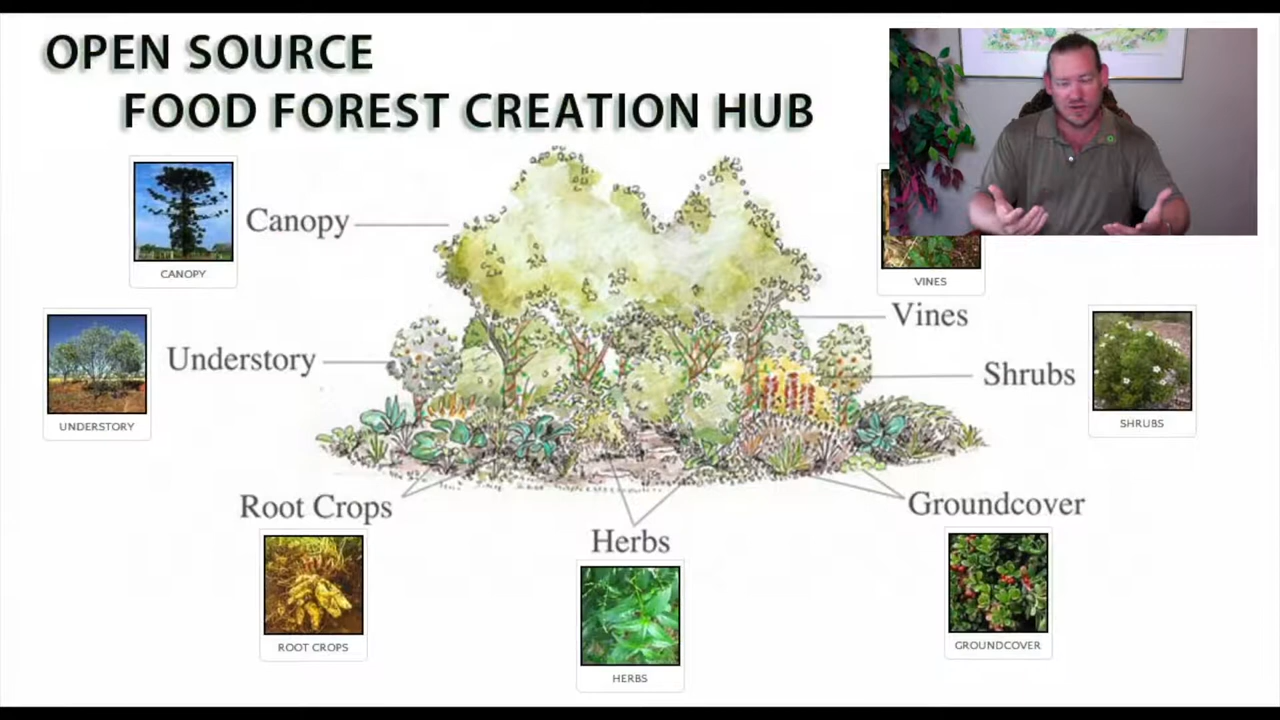 OPEN SOURCE
FOOD FOREST CREATION HUB
Canopy
CANOPY
VINES
Vines
Understory
UNDERSTORY
Shrubs
SHRUBS
Root Crops
ROOT CROPS
Herbs
HERBS
Groundcover
GROUNDCOVER